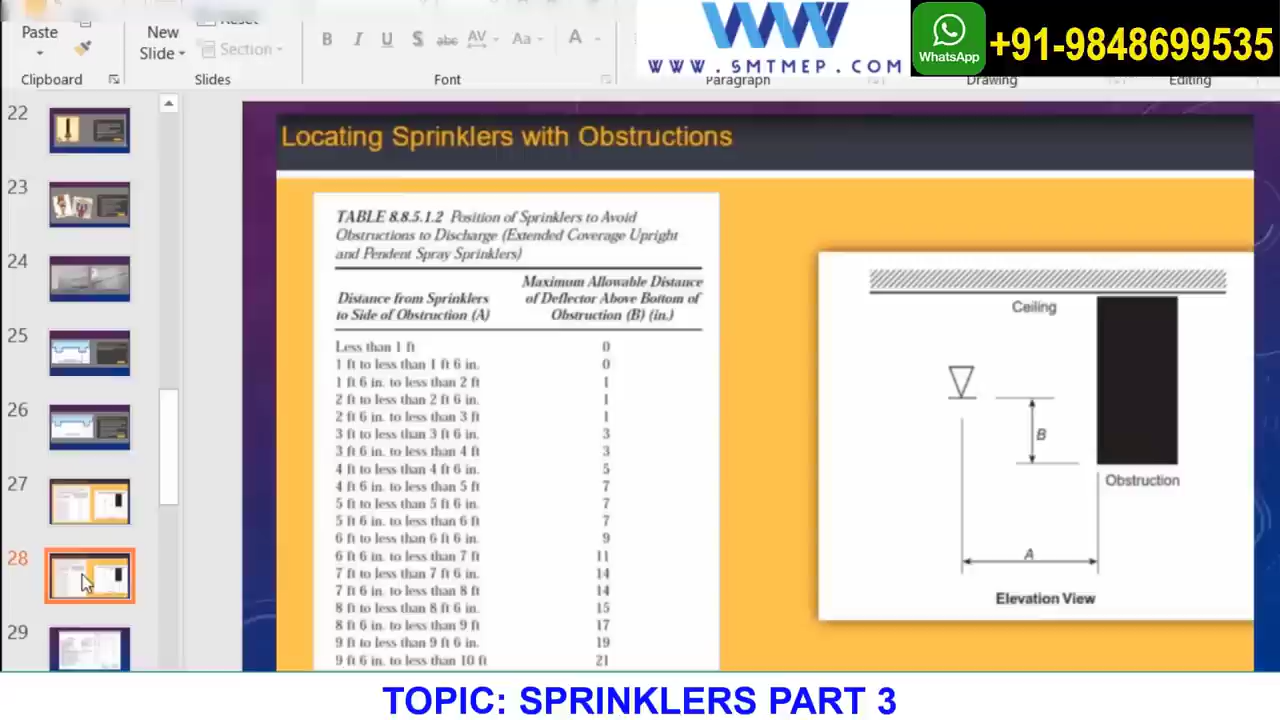 Paste
New
Slide
Reset
Section
B I U S abc AV Aa A
Clipboard
Slides
Font
Paragraph
Drawing
Editing
WWW.SMTMEP.COM
WhatsApp
+91-9848699535
22
23
24
25
26
27
28
29
Locating Sprinklers with Obstructions
TABLE 8.8.5.1.2 Position of Sprinklers to Avoid
Obstructions to Discharge (Extended Coverage Upright
and Pendent Spray Sprinklers)
Maximum Allowable Distance
Distance from Sprinklers of Deflector Above Bottom of
to Side of Obstruction (A) Obstruction (B) (in.)
Less than 1 ft 0
1 ft to less than 1 ft 6 in. 0
1 ft 6 in. to less than 2 ft 1
2 ft to less than 2 ft 6 in. 1
2 ft 6 in. to less than 3 ft 1
3 ft to less than 3 ft 6 in. 3
3 ft 6 in. to less than 4 ft 3
4 ft to less than 4 ft 6 in. 5
4 ft 6 in. to less than 5 ft 7
5 ft to less than 5 ft 6 in. 7
5 ft 6 in. to less than 6 ft 7
6 ft to less than 6 ft 6 in. 9
6 ft 6 in. to less than 7 ft 11
7 ft to less than 7 ft 6 in. 14
7 ft 6 in. to less than 8 ft 14
8 ft to less than 8 ft 6 in. 15
8 ft 6 in. to less than 9 ft 17
9 ft to less than 9 ft 6 in. 19
9 ft 6 in. to less than 10 ft 21
Ceiling
B
Obstruction
A
Elevation View
TOPIC: SPRINKLERS PART 3